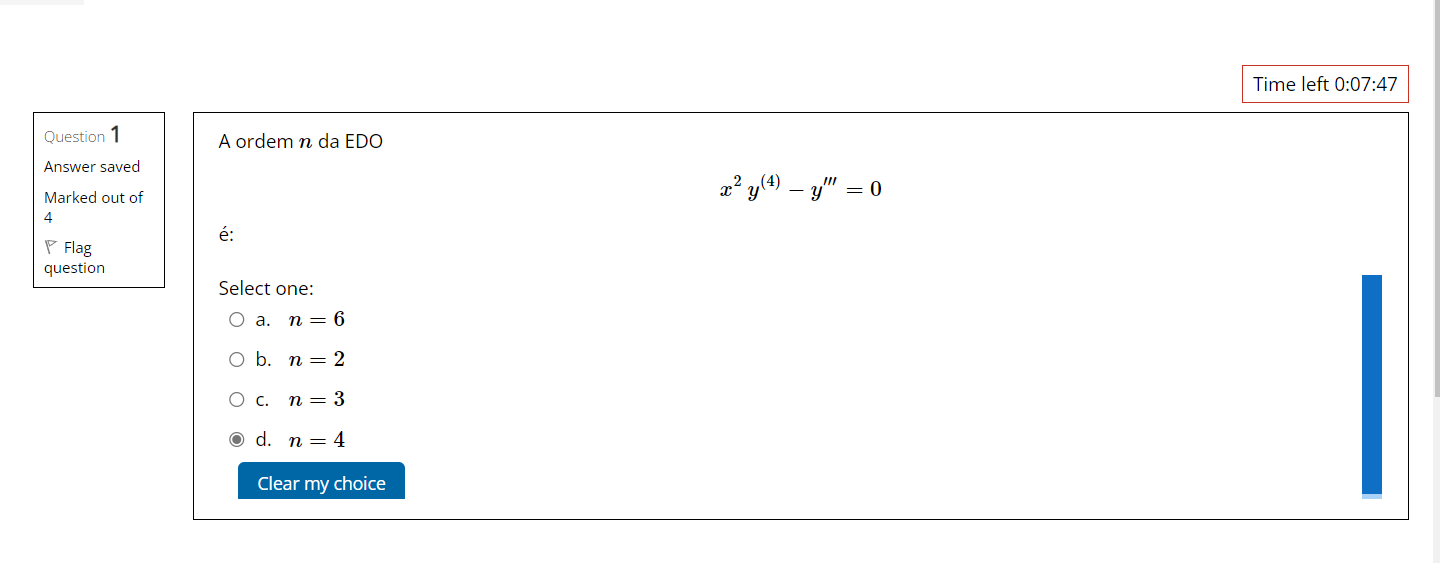 Time left 0:07:47
Question 1
Answer saved
Marked out of
4
Flag
question
A ordem n da EDO
x² y⁽⁴⁾ − y′′′ = 0
é:
Select one:
a. n = 6
b. n = 2
c. n = 3
d. n = 4
Clear my choice